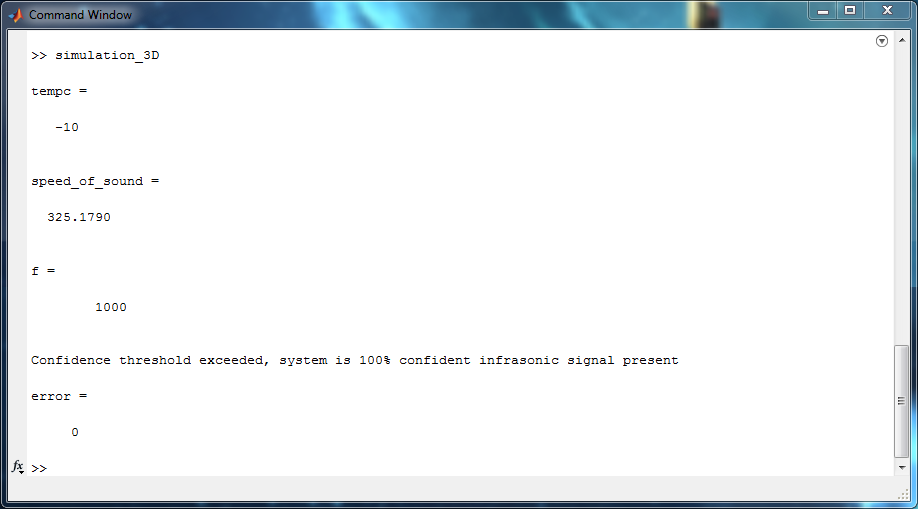 Command Window
>> simulation_3D
tempc =
-10
speed_of_sound =
325.1790
f =
1000
Confidence threshold exceeded, system is 100% confident infrasonic signal present
error =
0
fx >>